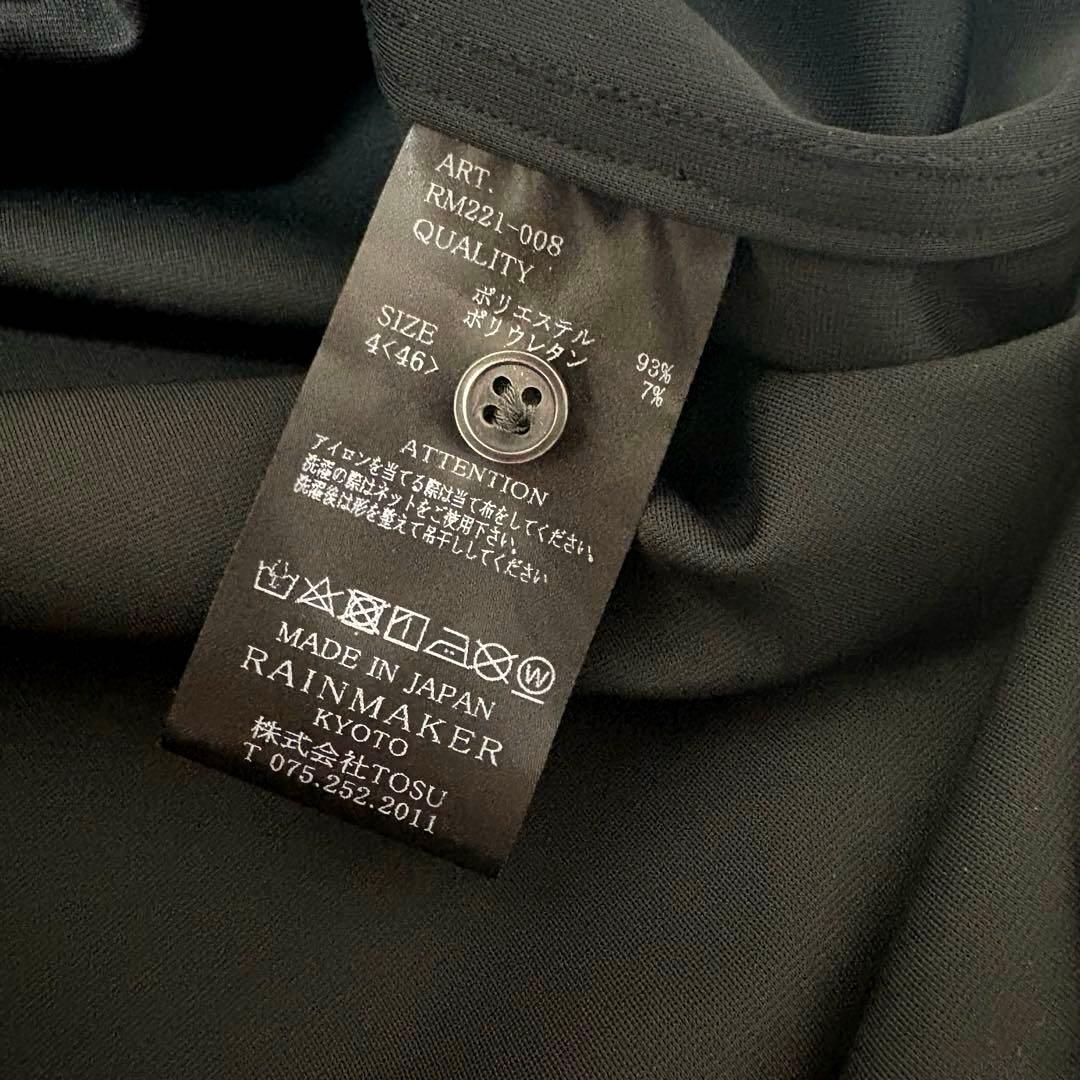 ART.
RM221-008
QUALITY
ポリエステル 93%
ポリウレタン 7%
SIZE
4<46>
ATTENTION
アイロンを当てる際は当て布をしてください。
洗濯の際はネットをご使用下さい。
洗濯後は形を整えて吊干ししてください
W
MADE IN JAPAN
RAINMAKER
KYOTO
株式会社TOSU
T 075.252.2011